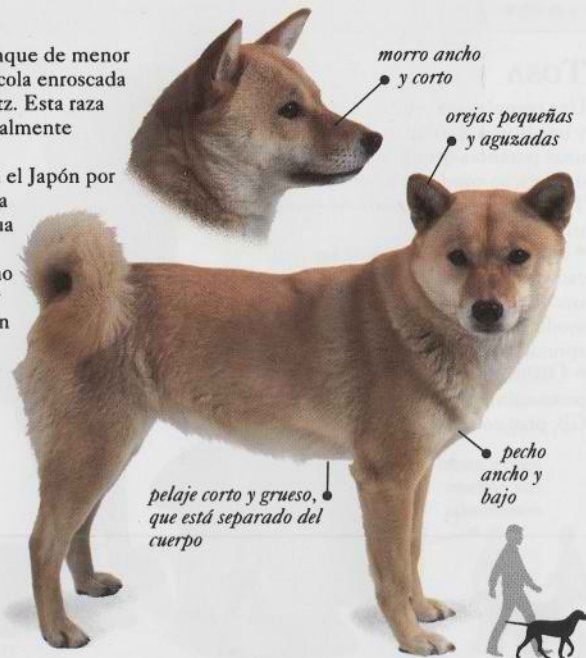 nque de menor
cola enroscada
tz. Esta raza
almente
el Japón por
morro ancho
y corto
orejas pequeñas
y aguzadas
pecho
ancho y
bajo
pelaje corto y grueso,
que está separado del
cuerpo